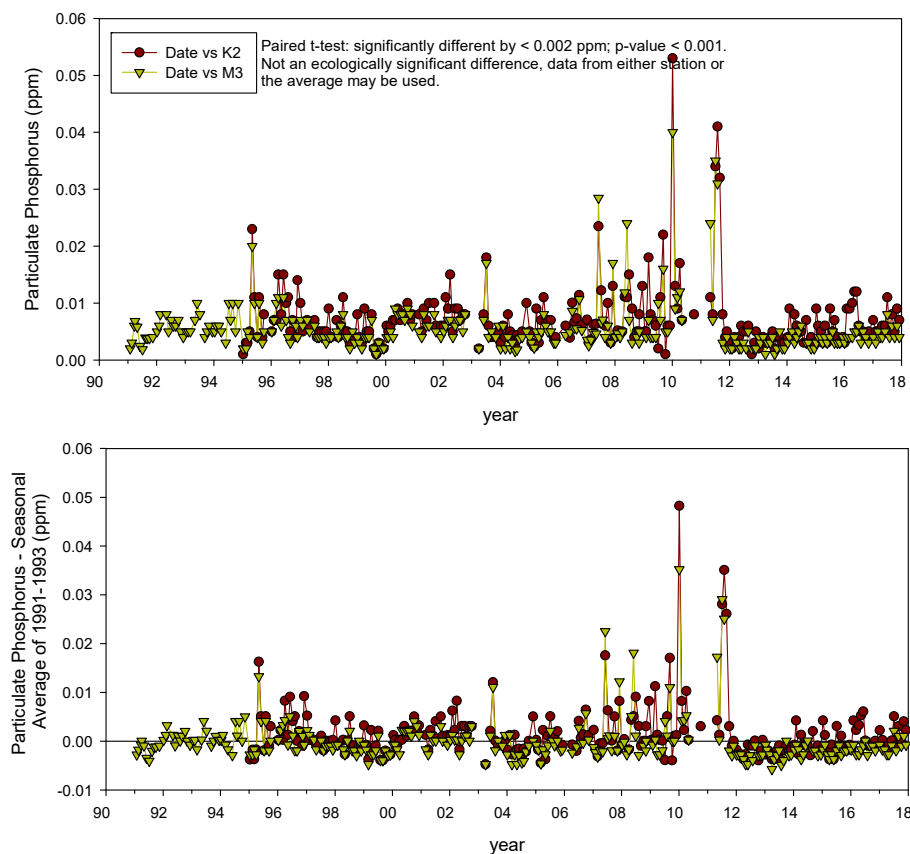 0.06
0.05
0.04
0.03
0.02
0.01
0.00
Particulate Phosphorus (ppm)
Date vs K2
Date vs M3
Paired t-test: significantly different by < 0.002 ppm; p-value < 0.001.
Not an ecologically significant difference, data from either station or
the average may be used.
90 92 94 96 98 00 02 04 06 08 10 12 14 16 18
year
0.06
0.05
0.04
0.03
0.02
0.01
0.00
-0.01
Particulate Phosphorus - Seasonal
Average of 1991-1993 (ppm)
90 92 94 96 98 00 02 04 06 08 10 12 14 16 18
year